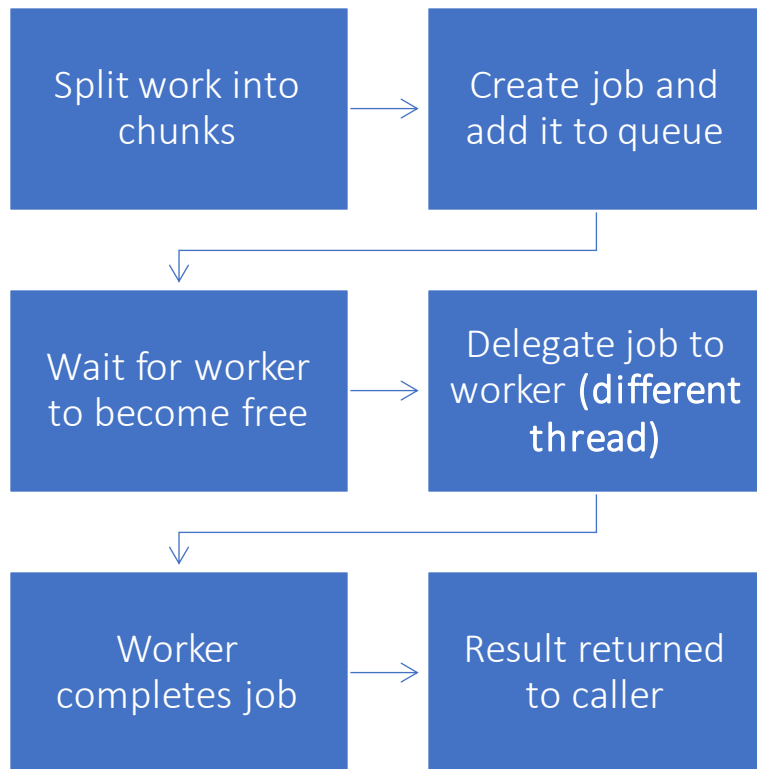 Split work into
chunks
Create job and
add it to queue
Wait for worker
to become free
Delegate job to
worker (different
thread)
Worker
completes job
Result returned
to caller